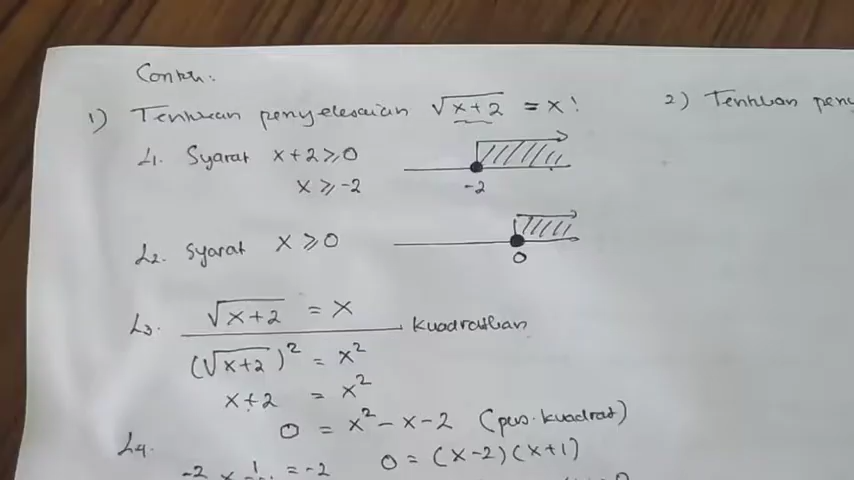 Contoh:
1) Tentukan penyelesaian √x+2 = x!
2) Tentukan peny
L1. Syarat x+2 ≥ 0
x ≥ -2
-2
L2. Syarat x ≥ 0
0
L3. √x+2 = x
kuadratkan
(√x+2)² = x²
x+2 = x²
0 = x² - x - 2 (pers. kuadrat)
L4.
0 = (x-2)(x+1)
-2 x 1 = -2